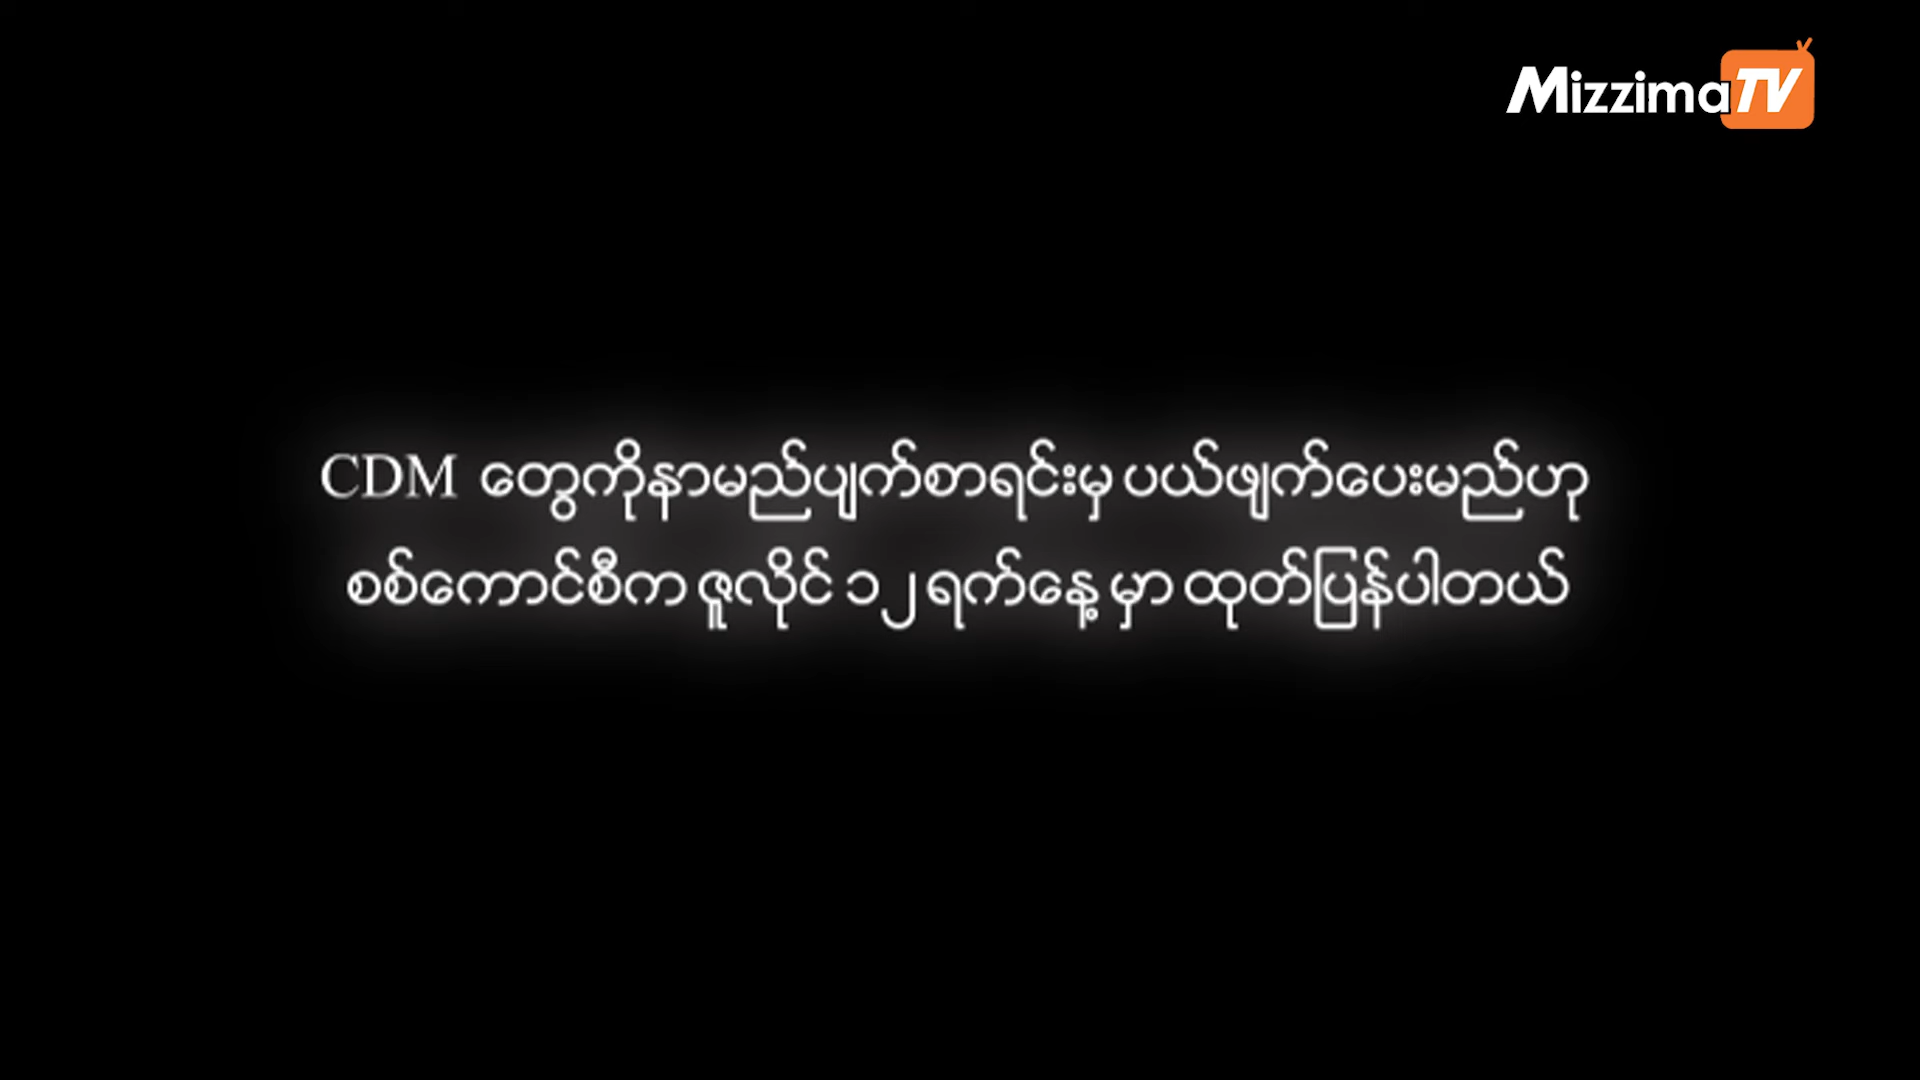 Mizzima TV
CDM တွေကိုနာမည်ပျက်စာရင်းမှ ပယ်ဖျက်ပေးမည်ဟု
စစ်ကောင်စီက ဇူလိုင် ၁၂ ရက်နေ့ မှာ ထုတ်ပြန်ပါတယ်